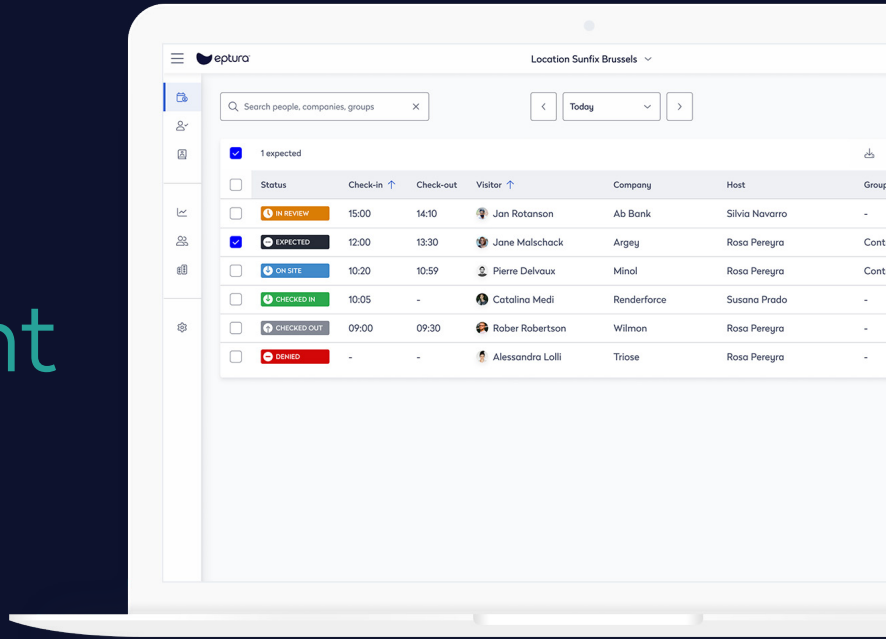 eptura
Location Sunfix Brussels
Search people, companies, groups
Today
1 expected
Status Check-in Check-out Visitor Company Host Group
IN REVIEW 15:00 14:10 Jan Rotanson Ab Bank Silvia Navarro -
EXPECTED 12:00 13:30 Jane Malschack Argey Rosa Pereyra Cont
ON SITE 10:20 10:59 Pierre Delvaux Minol Rosa Pereyra Cont
CHECKED IN 10:05 - Catalina Medi Renderforce Susana Prado -
CHECKED OUT 09:00 09:30 Rober Robertson Wilmon Rosa Pereyra -
DENIED - - Alessandra Lolli Triose Rosa Pereyra -
nt